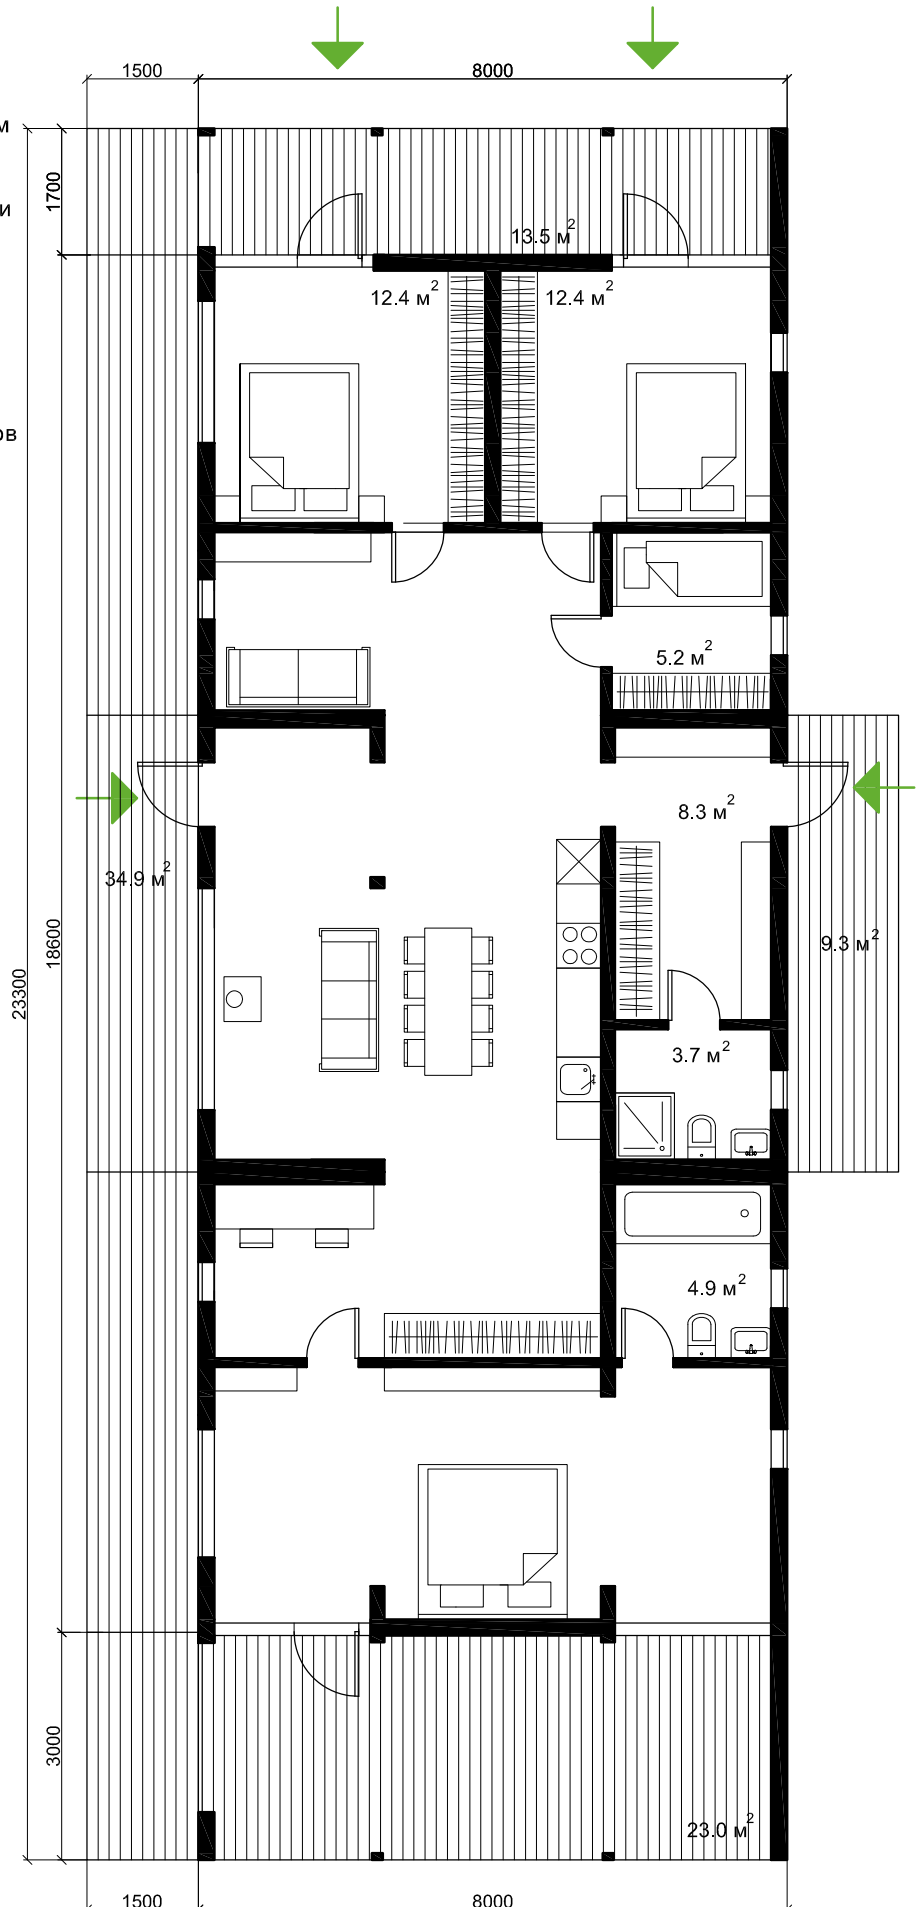 1500
8000
м
1700
и
13.5 м²
12.4 м²
12.4 м²
ов
5.2 м²
8.3 м²
34.9 м²
9.3 м²
18600
23300
3.7 м²
4.9 м²
3000
23.0 м²
1500
8000